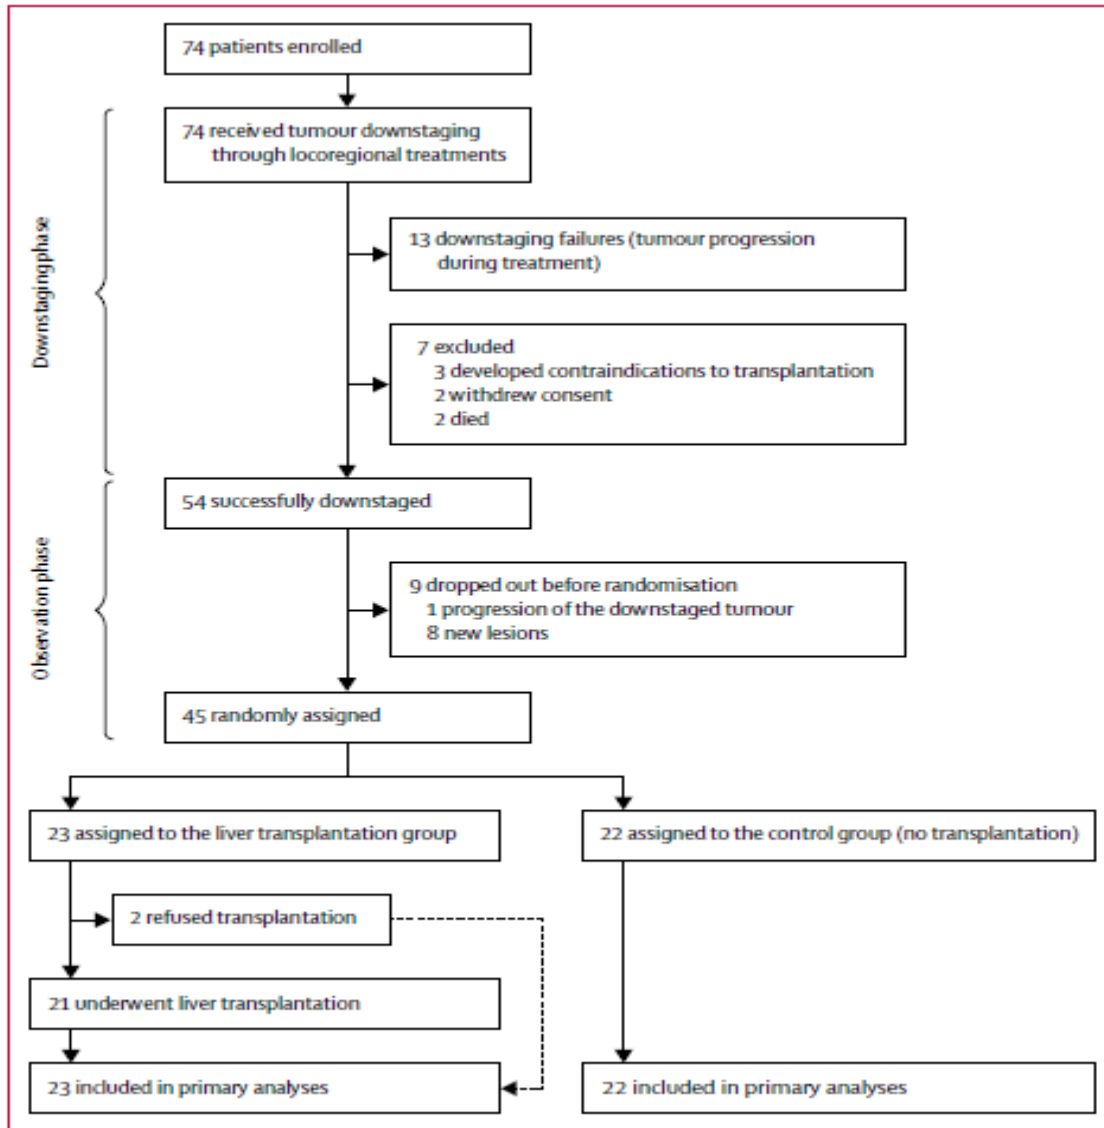 74 patients enrolled
74 received tumour downstaging
through locoregional treatments
Downstaging phase
13 downstaging failures (tumour progression
during treatment)
7 excluded
3 developed contraindications to transplantation
2 withdrew consent
2 died
54 successfully downstaged
Observation phase
9 dropped out before randomisation
1 progression of the downstaged tumour
8 new lesions
45 randomly assigned
23 assigned to the liver transplantation group
22 assigned to the control group (no transplantation)
2 refused transplantation
21 underwent liver transplantation
23 included in primary analyses
22 included in primary analyses